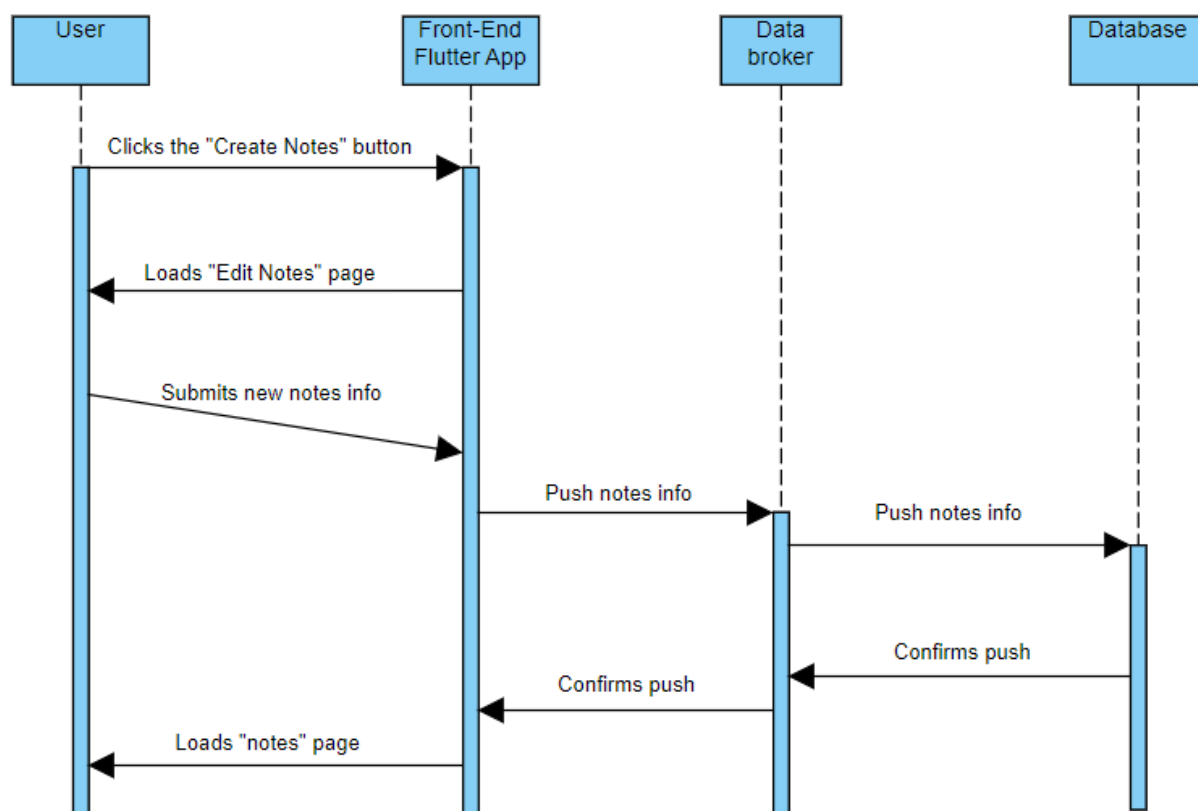 User
Front-End
Flutter App
Data
broker
Database
Clicks the "Create Notes" button
Loads "Edit Notes" page
Submits new notes info
Push notes info
Push notes info
Confirms push
Confirms push
Loads "notes" page